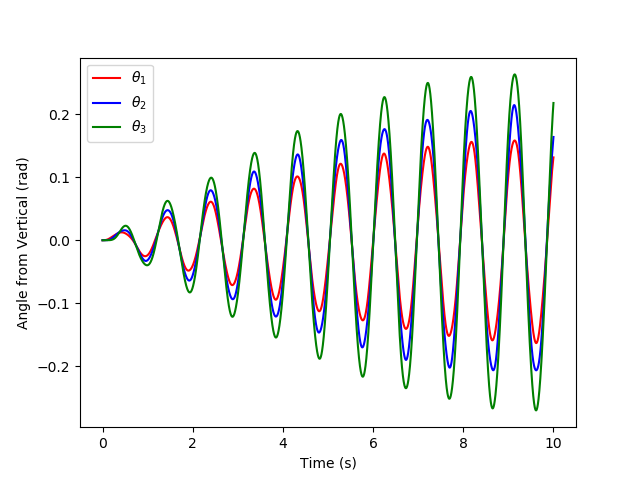 θ₁
θ₂
θ₃
Angle from Vertical (rad)
0.2
0.1
0.0
−0.1
−0.2
0 2 4 6 8 10
Time (s)